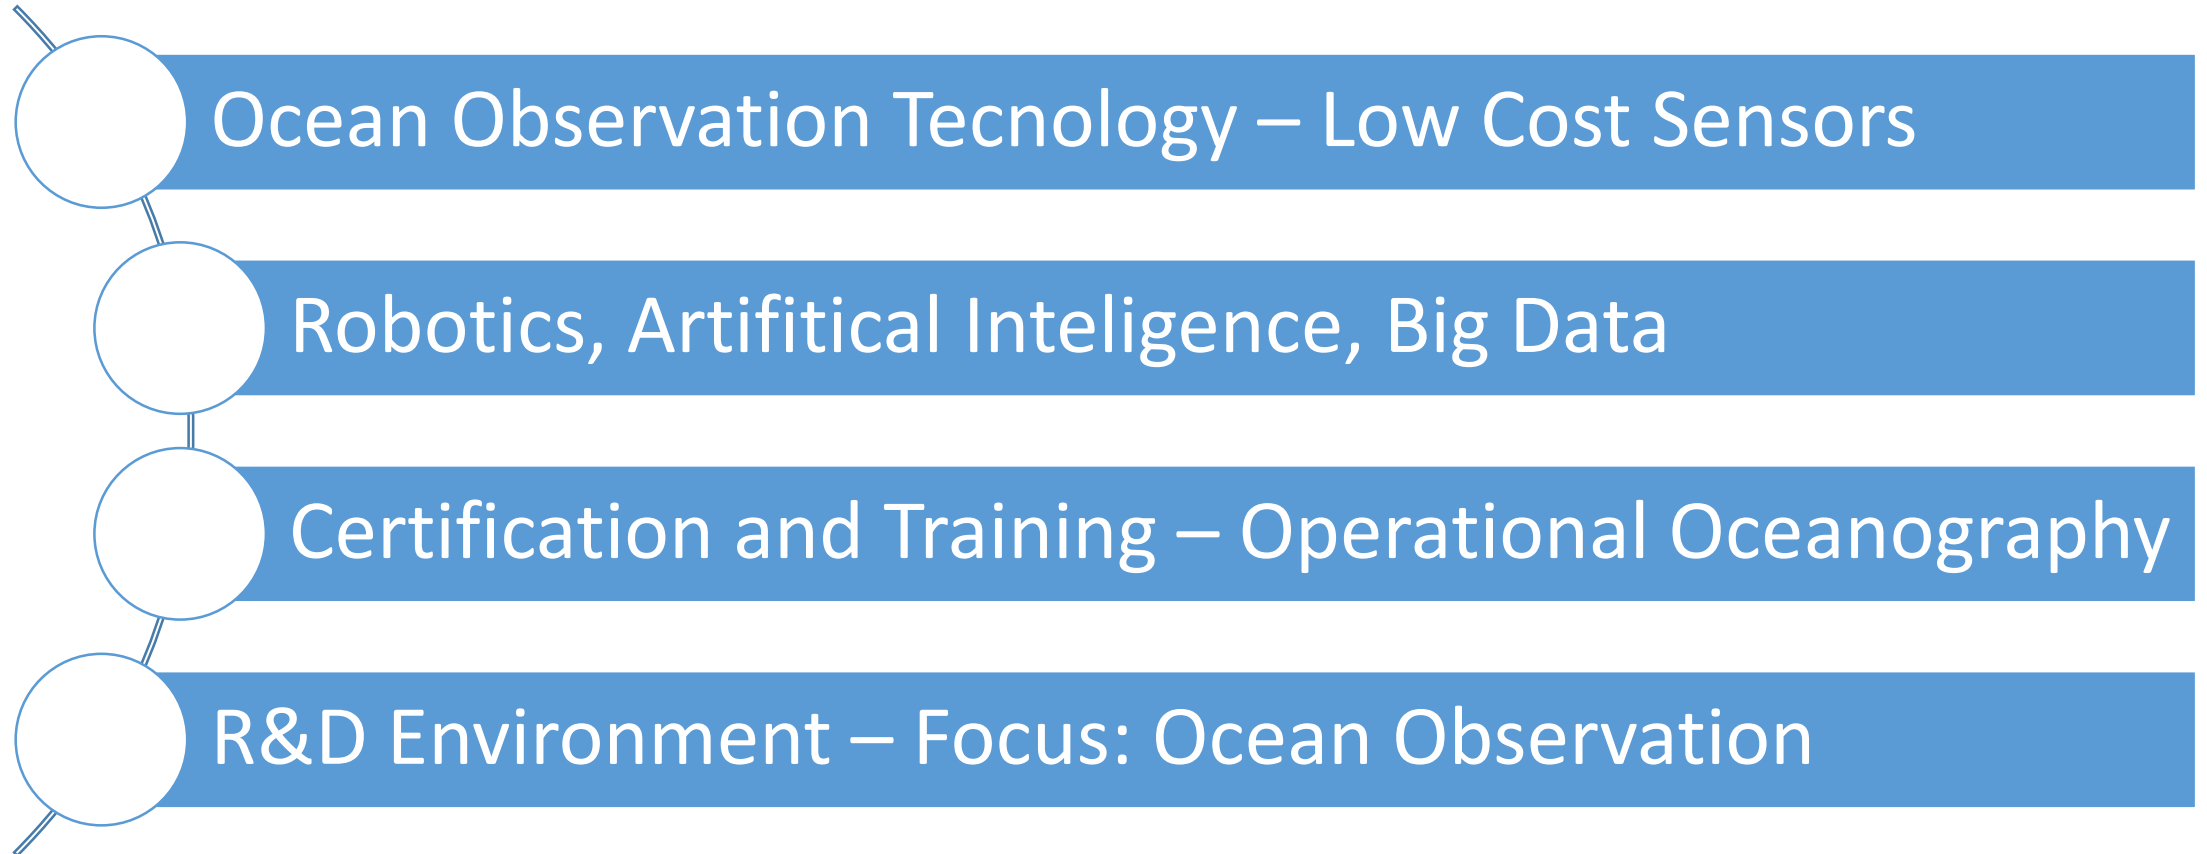 Ocean Observation Tecnology – Low Cost Sensors
Robotics, Artifitical Inteligence, Big Data
Certification and Training – Operational Oceanography
R&D Environment – Focus: Ocean Observation